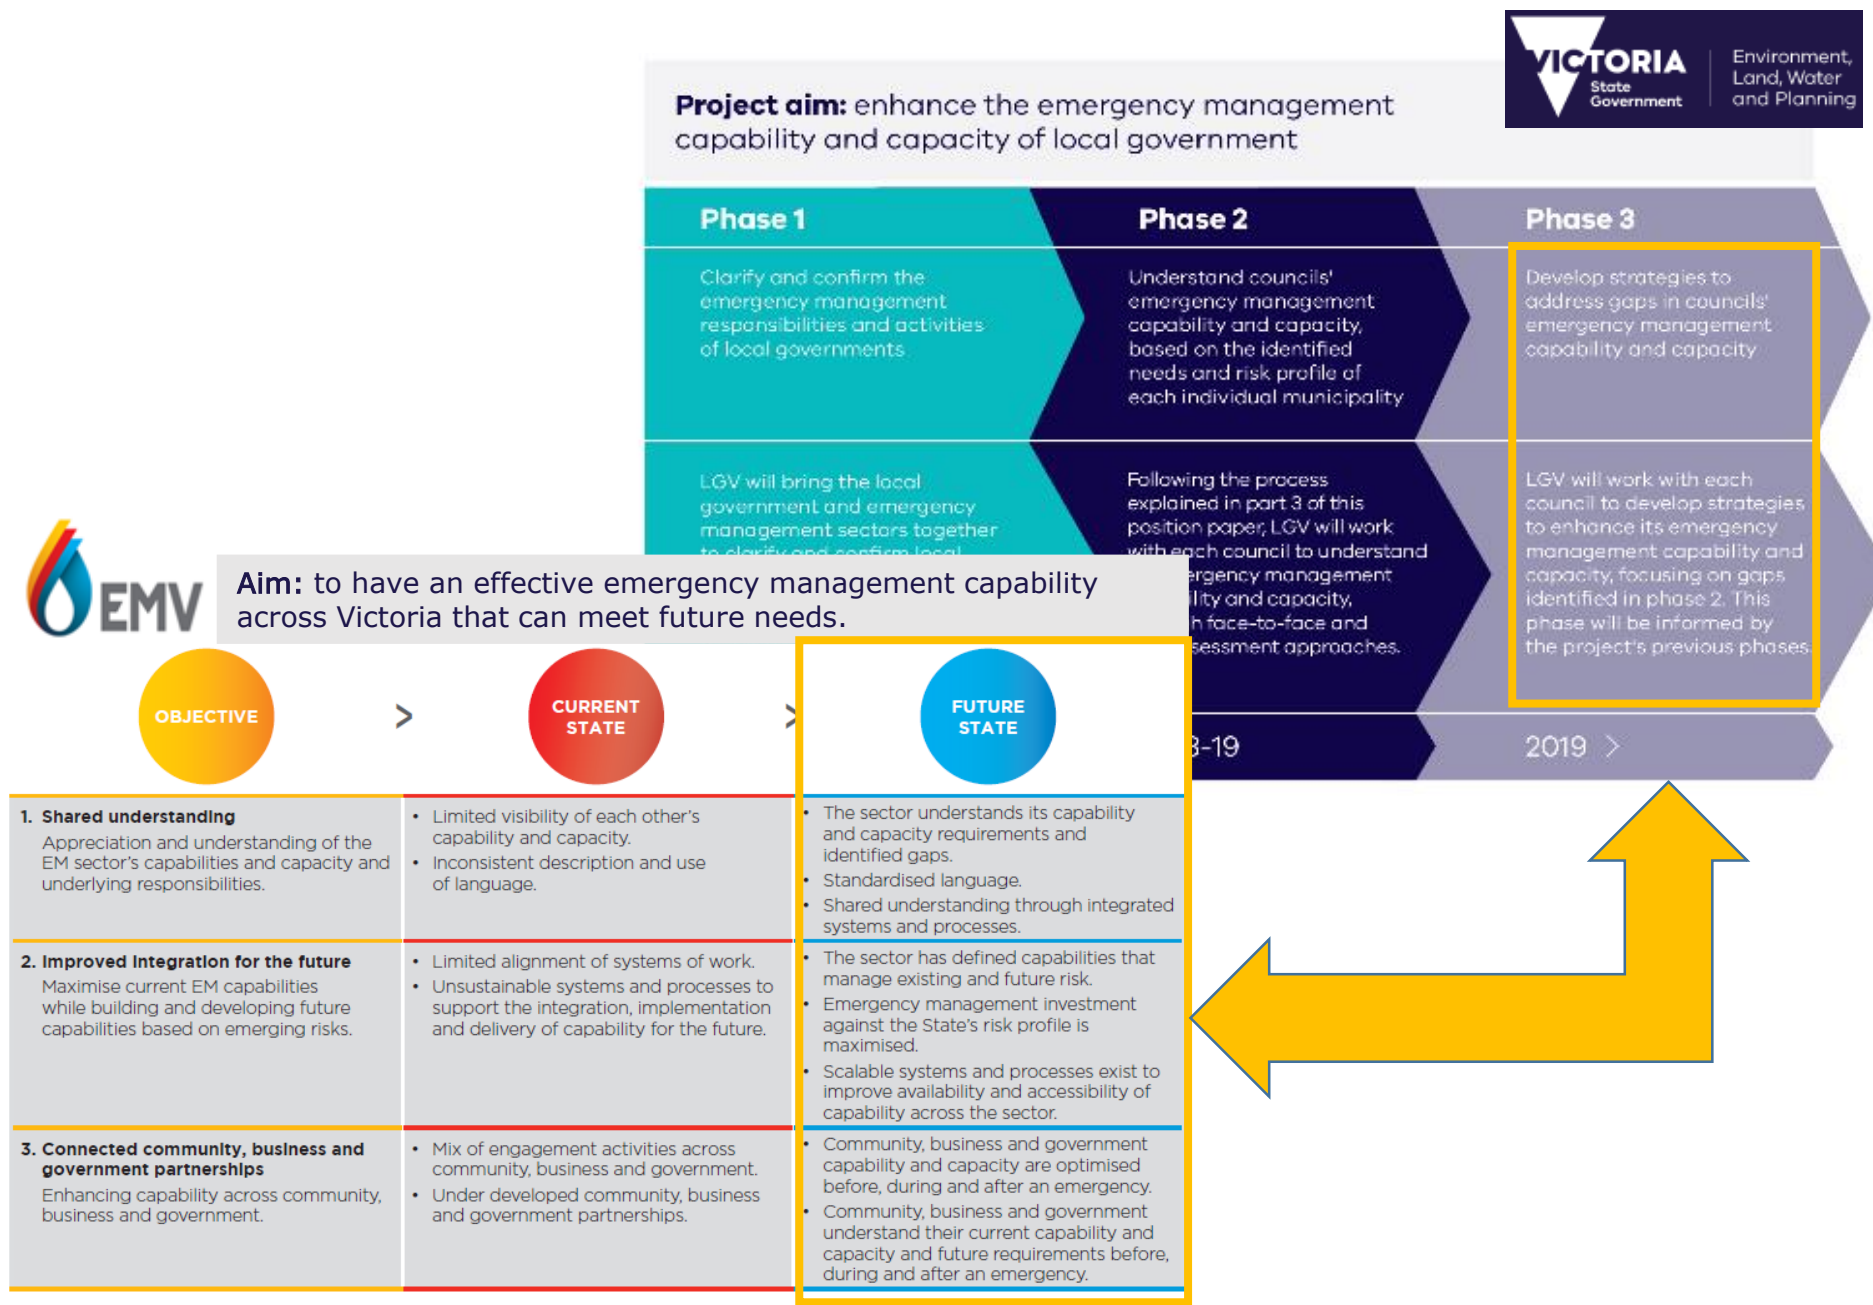 VICTORIA
State
Government
Environment,
Land, Water
and Planning
Project aim: enhance the emergency management
capability and capacity of local government
Phase 1
Clarify and confirm the
emergency management
responsibilities and activities
of local governments
LGV will bring the local
government and emergency
management sectors together
to clarify and confirm local
Phase 2
Understand councils'
emergency management
capability and capacity,
based on the identified
needs and risk profile of
each individual municipality
Following the process
explained in part 3 of this
position paper, LGV will work
with each council to understand
ergency management
ility and capacity,
h face-to-face and
sessment approaches.
-19
Phase 3
Develop strategies to
address gaps in councils'
emergency management
capability and capacity
LGV will work with each
council to develop strategies
to enhance its emergency
management capability and
capacity, focusing on gaps
identified in phase 2. This
phase will be informed by
the project's previous phases.
2019 >
EMV
Aim: to have an effective emergency management capability
across Victoria that can meet future needs.
OBJECTIVE
>
CURRENT
STATE
>
FUTURE
STATE
1. Shared understanding
Appreciation and understanding of the
EM sector's capabilities and capacity and
underlying responsibilities.
• Limited visibility of each other's
capability and capacity.
• Inconsistent description and use
of language.
• The sector understands its capability
and capacity requirements and
identified gaps.
• Standardised language.
• Shared understanding through integrated
systems and processes.
2. Improved integration for the future
Maximise current EM capabilities
while building and developing future
capabilities based on emerging risks.
• Limited alignment of systems of work.
• Unsustainable systems and processes to
support the integration, implementation
and delivery of capability for the future.
• The sector has defined capabilities that
manage existing and future risk.
• Emergency management investment
against the State's risk profile is
maximised.
• Scalable systems and processes exist to
improve availability and accessibility of
capability across the sector.
3. Connected community, business and
government partnerships
Enhancing capability across community,
business and government.
• Mix of engagement activities across
community, business and government.
• Under developed community, business
and government partnerships.
• Community, business and government
capability and capacity are optimised
before, during and after an emergency.
• Community, business and government
understand their current capability and
capacity and future requirements before,
during and after an emergency.